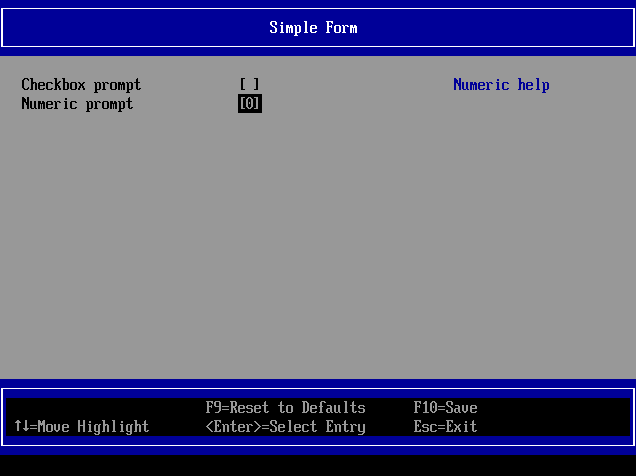 Simple Form
Checkbox prompt [ ] Numeric help
Numeric prompt [0]
F9=Reset to Defaults F10=Save
↑↓=Move Highlight <Enter>=Select Entry Esc=Exit